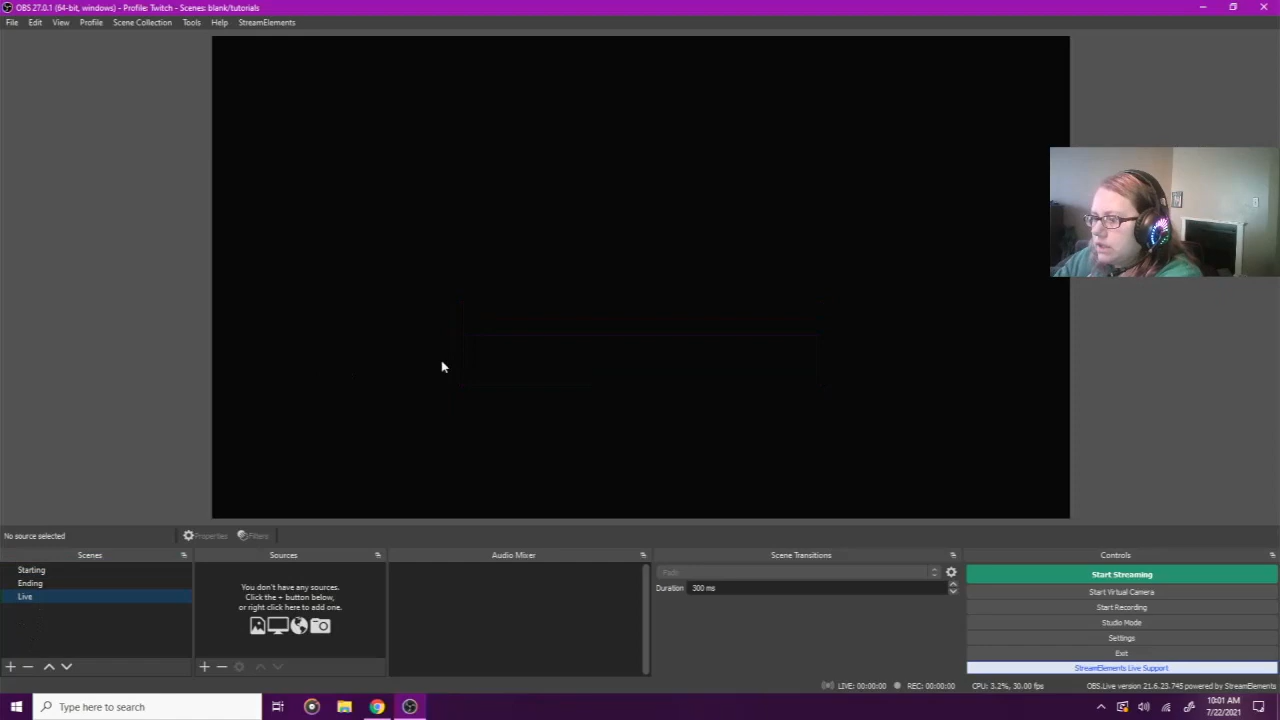 OBS 27.0.1 (64-bit, windows) - Profile: Twitch - Scenes: blank/tutorials
File Edit View Profile Scene Collection Tools Help StreamElements
No source selected Properties Filters
Scenes Sources Audio Mixer Scene Transitions Controls
Starting
Ending
Live
You don't have any sources.
Click the + button below,
or right click here to add one.
Fade
Duration 300 ms
Start Streaming
Start Virtual Camera
Start Recording
Studio Mode
Settings
Exit
StreamElements Live Support
LIVE: 00:00:00 REC: 00:00:00 CPU: 3.2%, 30.00 fps OBS.Live version 21.6.23.745 powered by StreamElements
Type here to search
10:01 AM
7/22/2021